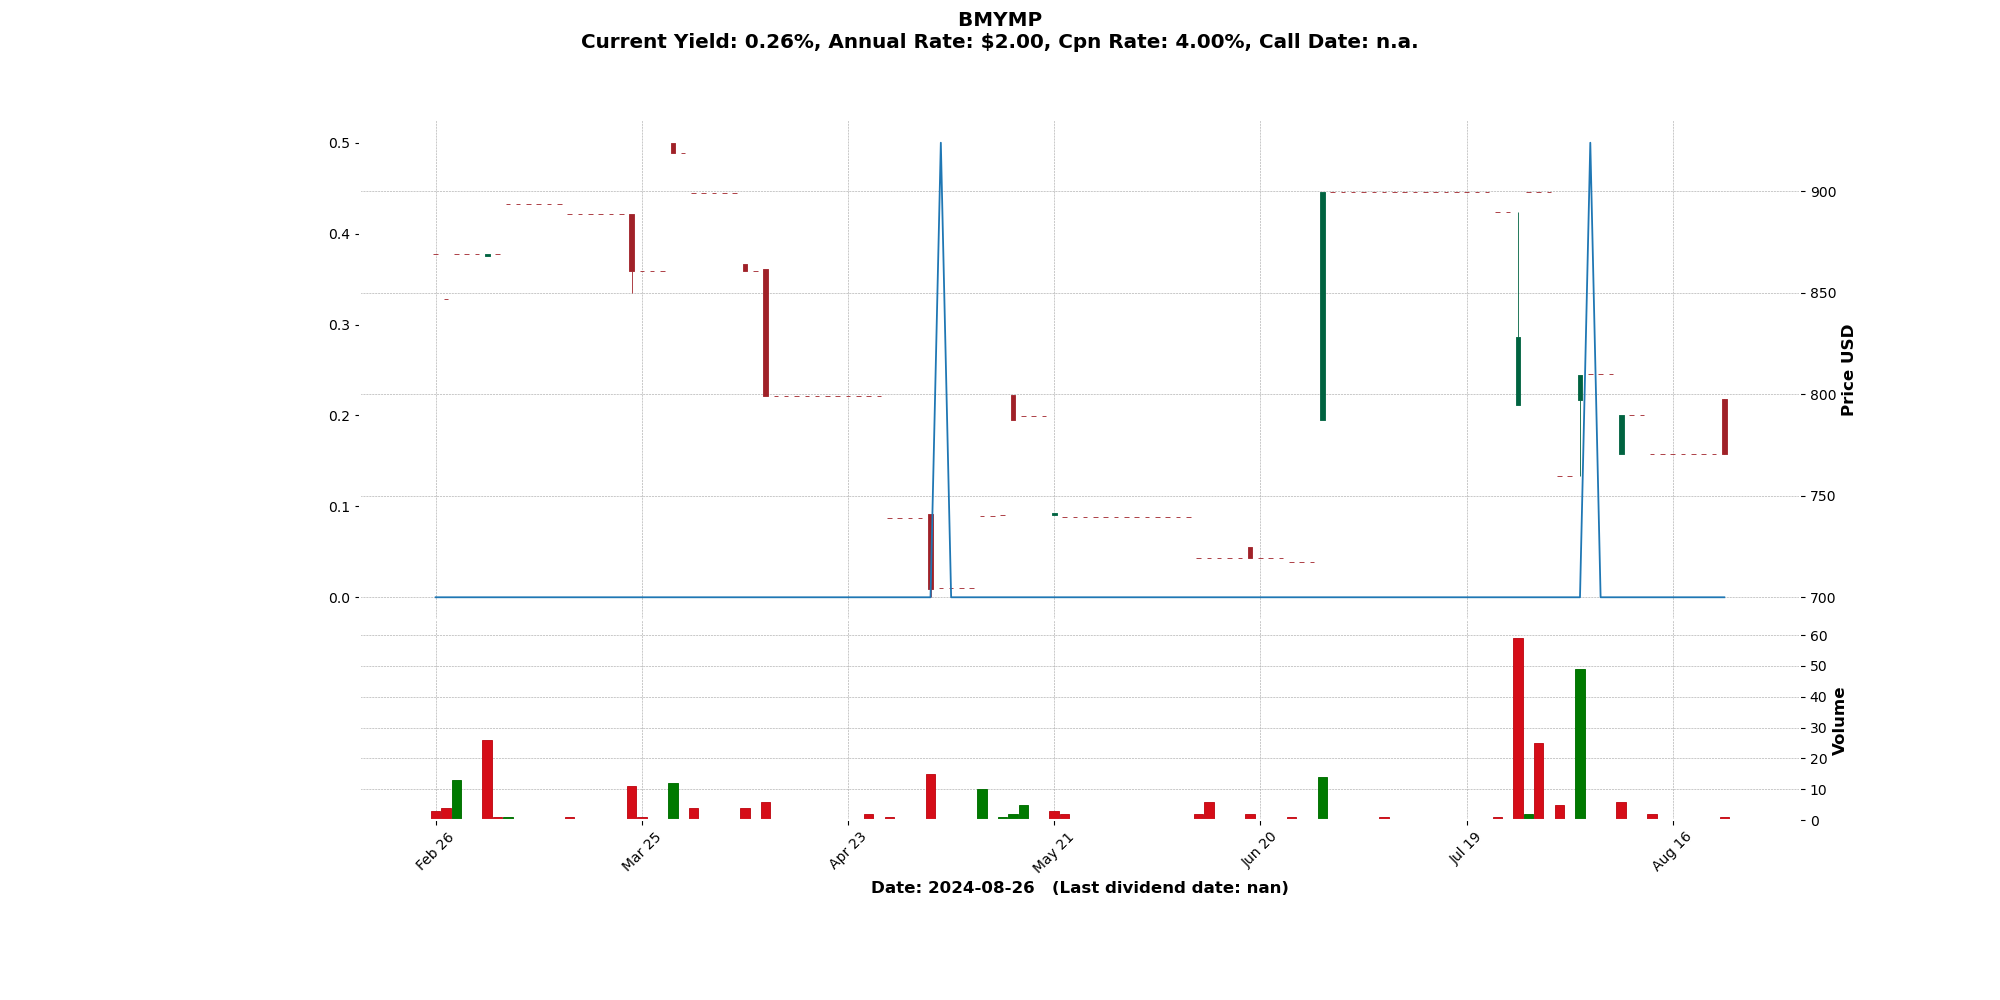 BMYMP
Current Yield: 0.26%, Annual Rate: $2.00, Cpn Rate: 4.00%, Call Date: n.a.
0.5
0.4
0.3
0.2
0.1
0.0
900
850
800
750
700
Price USD
60
50
40
30
20
10
0
Volume
Feb 26
Mar 25
Apr 23
May 21
Jun 20
Jul 19
Aug 16
Date: 2024-08-26   (Last dividend date: nan)